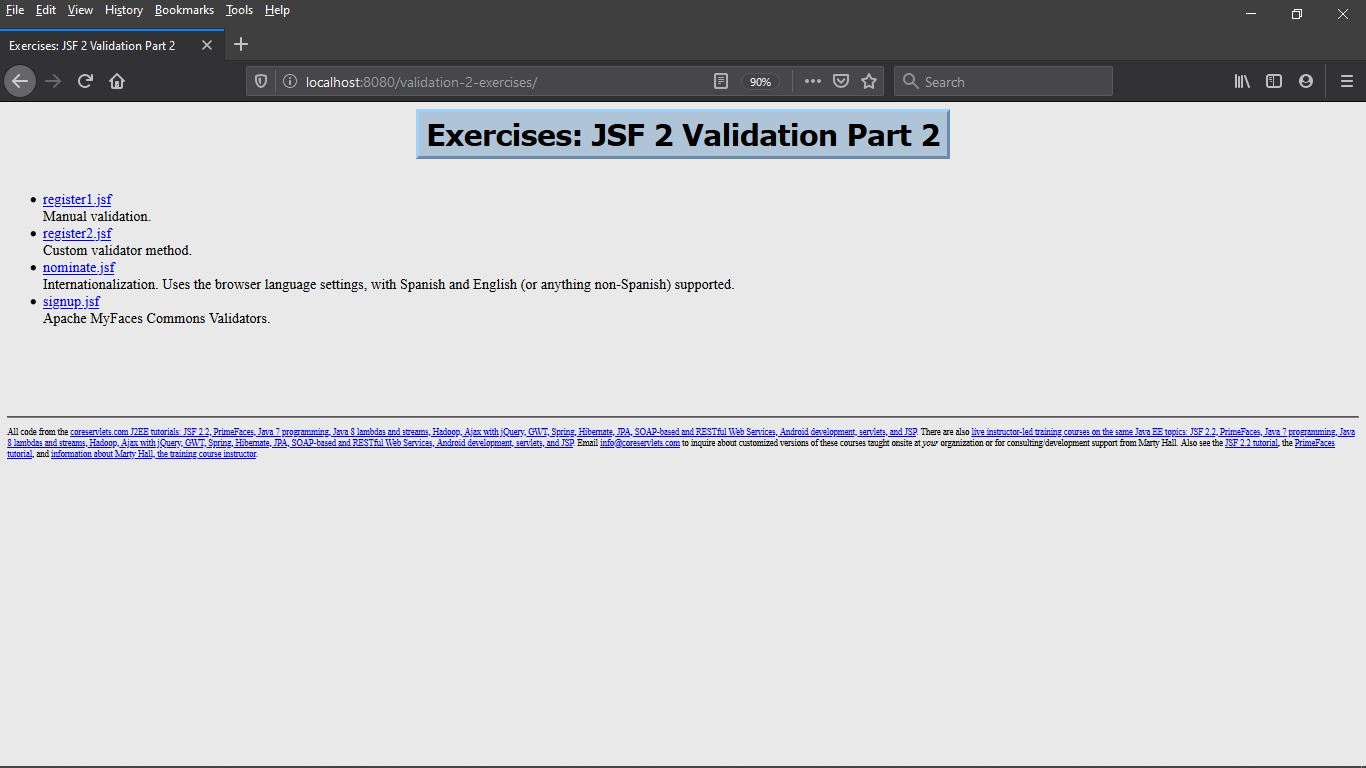 File Edit View History Bookmarks Tools Help
Exercises: JSF 2 Validation Part 2
localhost:8080/validation-2-exercises/ 90% Search
Exercises: JSF 2 Validation Part 2
register1.jsf
Manual validation.
register2.jsf
Custom validator method.
nominate.jsf
Internationalization. Uses the browser language settings, with Spanish and English (or anything non-Spanish) supported.
signup.jsf
Apache MyFaces Commons Validators.
All code from the coreservlets.com J2EE tutorials: JSF 2.2, PrimeFaces, Java 7 programming, Java 8 lambdas and streams, Hadoop, Ajax with jQuery, GWT, Spring, Hibernate, JPA, SOAP-based and RESTful Web Services, Android development, servlets, and JSP. There are also live instructor-led training courses on the same Java EE topics: JSF 2.2, PrimeFaces, Java 7 programming, Java
8 lambdas and streams, Hadoop, Ajax with jQuery, GWT, Spring, Hibernate, JPA, SOAP-based and RESTful Web Services, Android development, servlets, and JSP. Email info@coreservlets.com to inquire about customized versions of these courses taught onsite at your organization or for consulting/development support from Marty Hall. Also see the JSF 2.2 tutorial, the PrimeFaces
tutorial, and information about Marty Hall, the training course instructor.